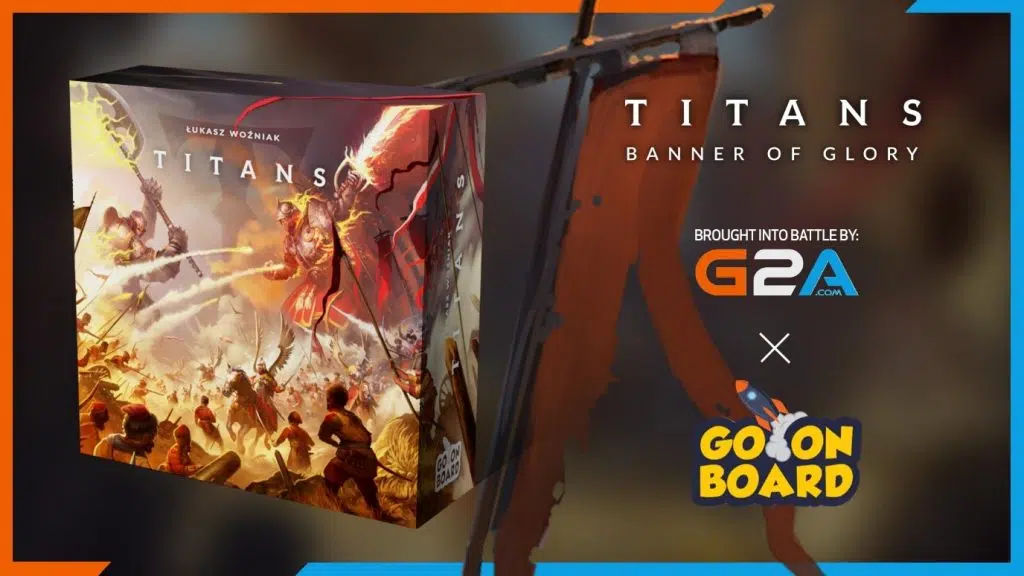 ŁUKASZ WOŹNIAK
TITANS
TITANS
GO ON
BOARD
TITANS
BANNER OF GLORY
BROUGHT INTO BATTLE BY:
G2A
.COM
GO ON
BOARD